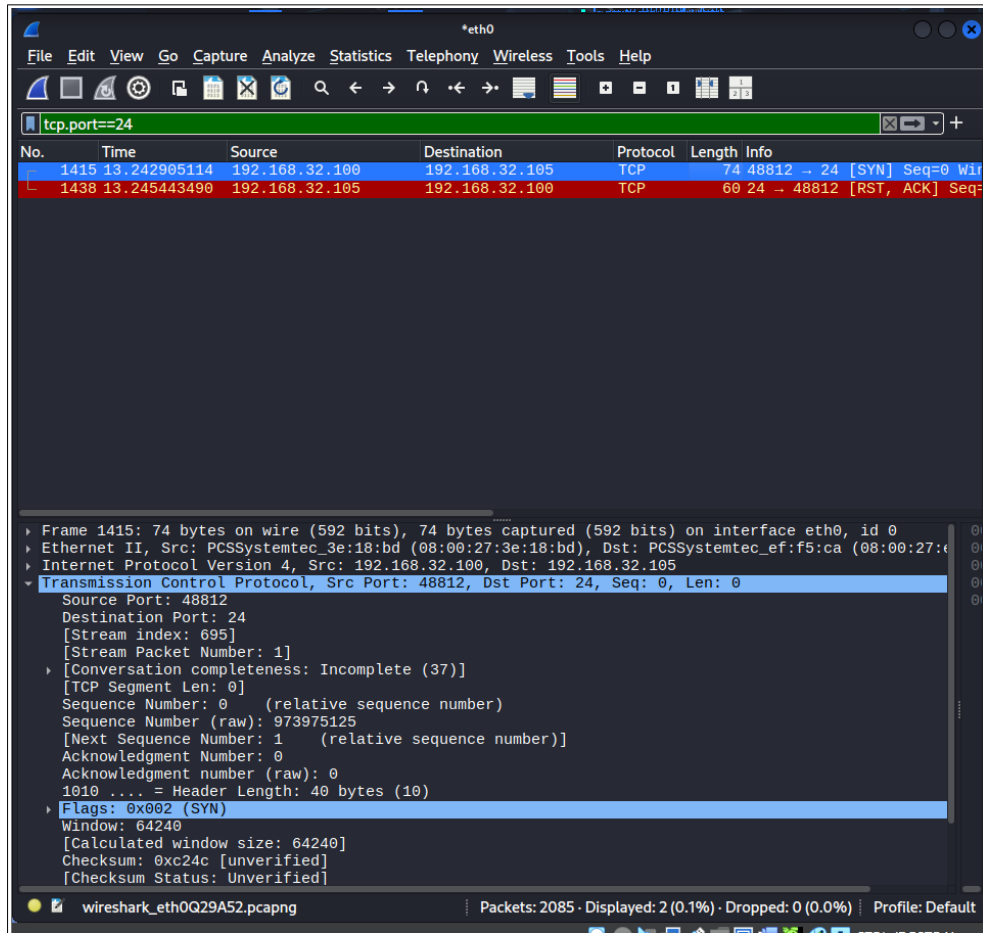 *eth0
File Edit View Go Capture Analyze Statistics Telephony Wireless Tools Help
tcp.port==24
No. Time Source Destination Protocol Length Info
1415 13.242905114 192.168.32.100 192.168.32.105 TCP 74 48812 → 24 [SYN] Seq=0 Win
1438 13.245443490 192.168.32.105 192.168.32.100 TCP 60 24 → 48812 [RST, ACK] Seq=
Frame 1415: 74 bytes on wire (592 bits), 74 bytes captured (592 bits) on interface eth0, id 0
Ethernet II, Src: PCSSystemtec_3e:18:bd (08:00:27:3e:18:bd), Dst: PCSSystemtec_ef:f5:ca (08:00:27:e
Internet Protocol Version 4, Src: 192.168.32.100, Dst: 192.168.32.105
Transmission Control Protocol, Src Port: 48812, Dst Port: 24, Seq: 0, Len: 0
Source Port: 48812
Destination Port: 24
[Stream index: 695]
[Stream Packet Number: 1]
[Conversation completeness: Incomplete (37)]
[TCP Segment Len: 0]
Sequence Number: 0 (relative sequence number)
Sequence Number (raw): 973975125
[Next Sequence Number: 1 (relative sequence number)]
Acknowledgment Number: 0
Acknowledgment number (raw): 0
1010 .... = Header Length: 40 bytes (10)
Flags: 0x002 (SYN)
Window: 64240
[Calculated window size: 64240]
Checksum: 0xc24c [unverified]
[Checksum Status: Unverified]
wireshark_eth0Q29A52.pcapng Packets: 2085 · Displayed: 2 (0.1%) · Dropped: 0 (0.0%) Profile: Default